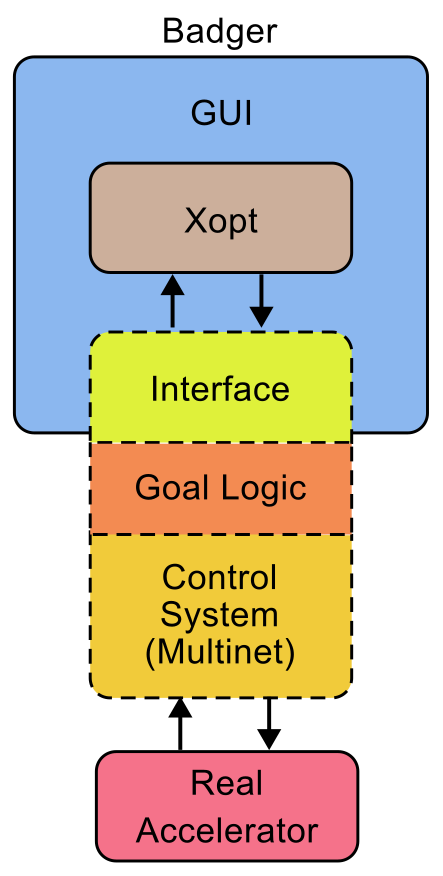 Badger
GUI
Xopt
Interface
Goal Logic
Control
System
(Multinet)
Real
Accelerator